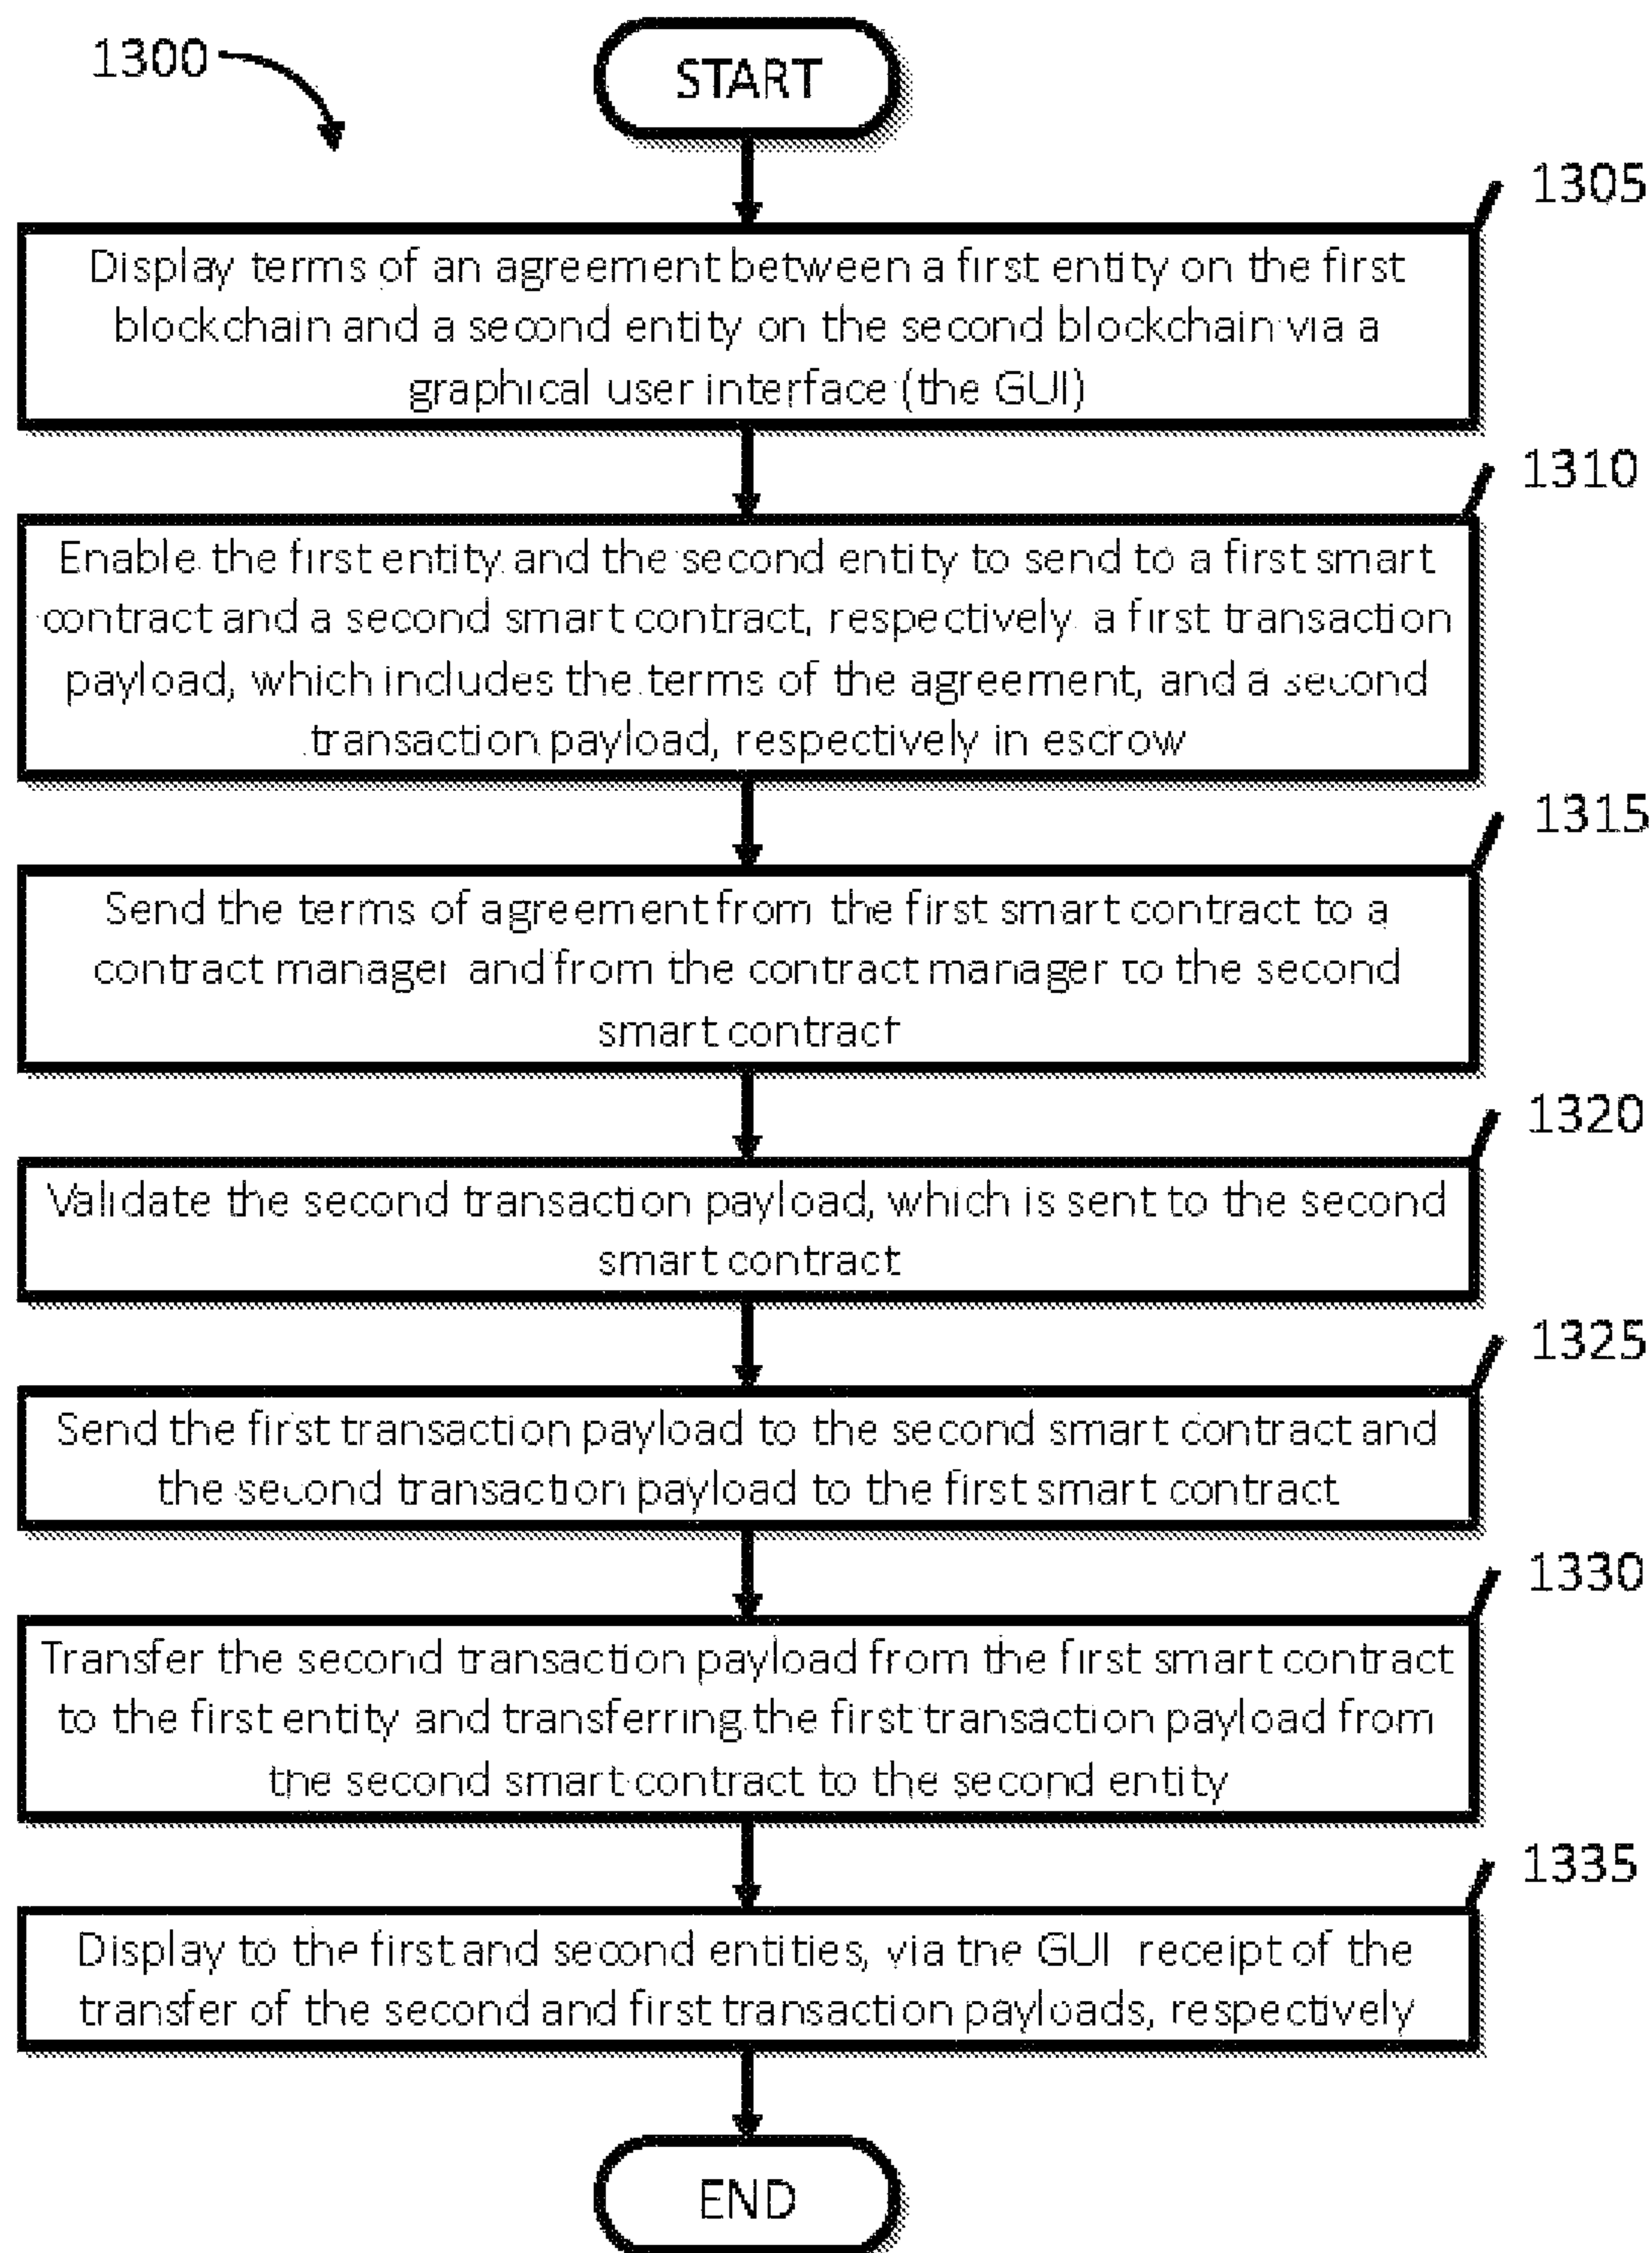 1300
START
1305
Display terms of an agreement between a first entity on the first
blockchain and a second entity on the second blockchain via a
graphical user interface (the GUI)
1310
Enable the first entity and the second entity to send to a first smart
contract and a second smart contract, respectively a first transaction
payload, which includes the terms of the agreement, and a second
transaction payload, respectively in escrow
1315
Send the terms of agreement from the first smart contract to a
contract manager and from the contract manager to the second
smart contract
1320
Validate the second transaction payload, which is sent to the second
smart contract
1325
Send the first transaction payload to the second smart contract and
the second transaction payload to the first smart contract
1330
Transfer the second transaction payload from the first smart contract
to the first entity and transferring the first transaction payload from
the second smart contract to the second entity
1335
Display to the first and second entities, via the GUI receipt of the
transfer of the second and first transaction payloads, respectively
END